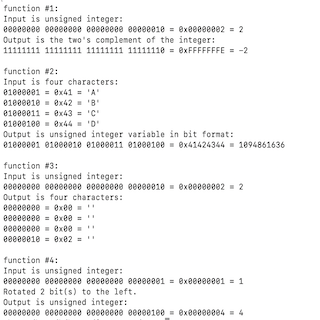 function #1:
Input is unsigned integer:
00000000 00000000 00000000 00000010 = 0x00000002 = 2
Output is the two's complement of the integer:
11111111 11111111 11111111 11111110 = 0xFFFFFFFE = -2
function #2:
Input is four characters:
01000001 = 0x41 = 'A'
01000010 = 0x42 = 'B'
01000011 = 0x43 = 'C'
01000100 = 0x44 = 'D'
Output is unsigned integer variable in bit format:
01000001 01000010 01000011 01000100 = 0x41424344 = 1094861636
function #3:
Input is unsigned integer:
00000000 00000000 00000000 00000010 = 0x00000002 = 2
Output is four characters:
00000000 = 0x00 = ''
00000000 = 0x00 = ''
00000000 = 0x00 = ''
00000010 = 0x02 = ''
function #4:
Input is unsigned integer:
00000000 00000000 00000000 00000001 = 0x00000001 = 1
Rotated 2 bit(s) to the left.
Output is unsigned integer:
00000000 00000000 00000000 00000100 = 0x00000004 = 4